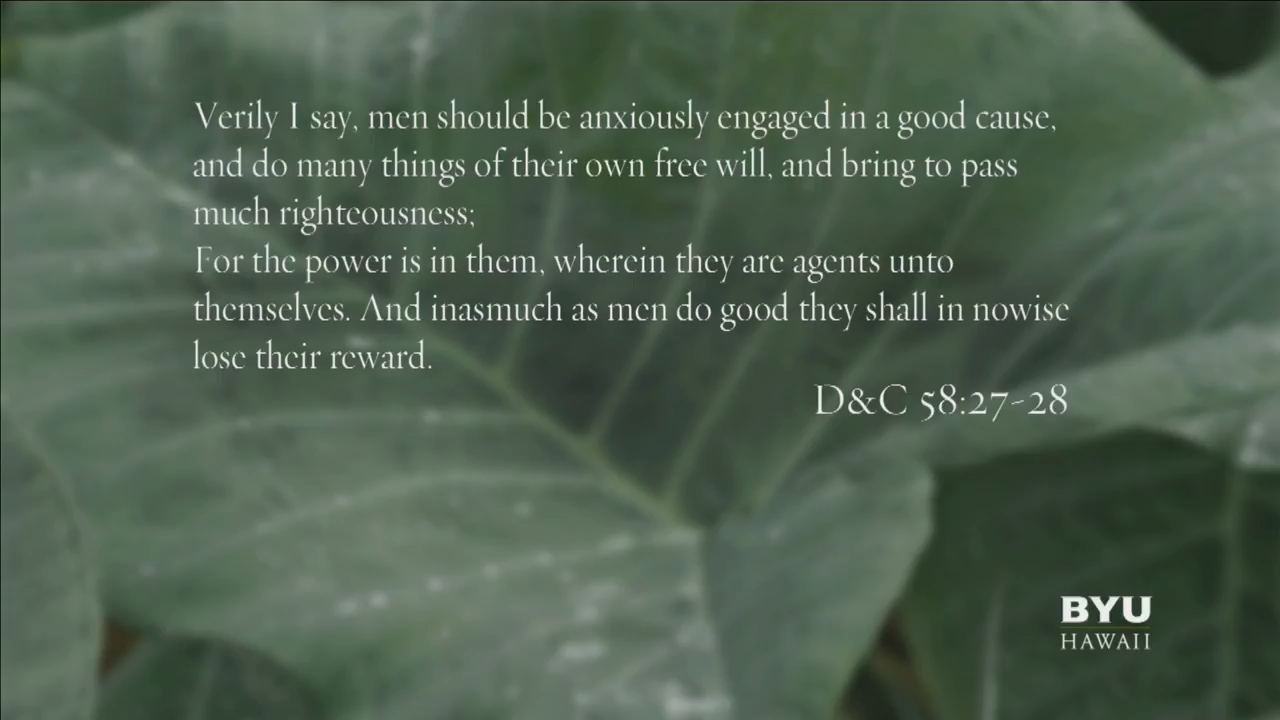 Verily I say, men should be anxiously engaged in a good cause,
and do many things of their own free will, and bring to pass
much righteousness;
For the power is in them, wherein they are agents unto
themselves. And inasmuch as men do good they shall in nowise
lose their reward.
D&C 58:27-28
BYU
HAWAII